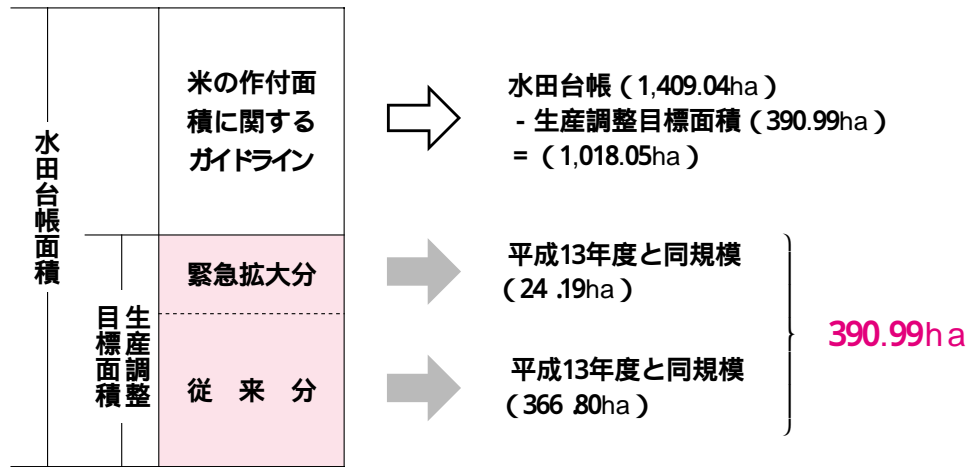 水田台帳面積
生産調整
目標面積
米の作付面
積に関する
ガイドライン
水田台帳(1,409.04ha)
- 生産調整目標面積(390.99ha)
=(1,018.05ha)
緊急拡大分
平成13年度と同規模
(24.19ha)
従来分
平成13年度と同規模
(366.80ha)
390.99ha